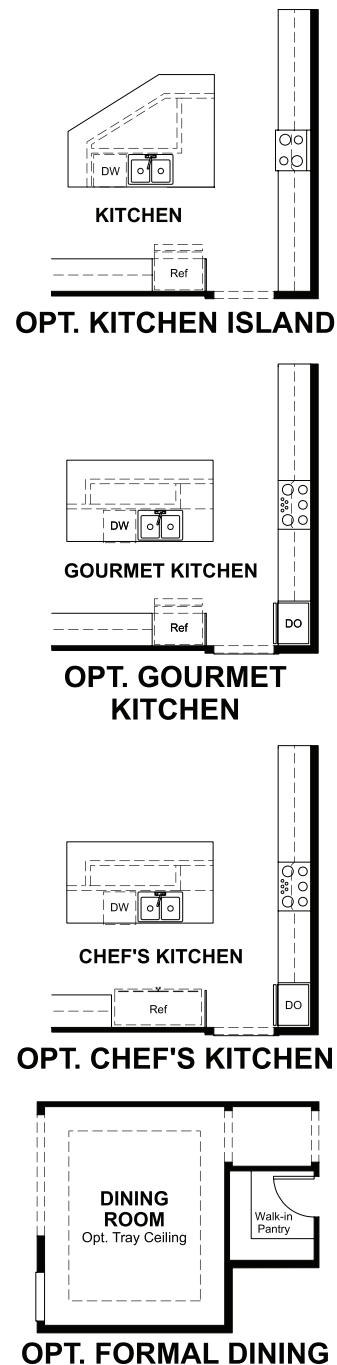 DW
KITCHEN
Ref
OPT. KITCHEN ISLAND
DW
GOURMET KITCHEN
Ref
DO
OPT. GOURMET
KITCHEN
DW
CHEF'S KITCHEN
Ref
DO
OPT. CHEF'S KITCHEN
DINING
ROOM
Opt. Tray Ceiling
Walk-in
Pantry
OPT. FORMAL DINING